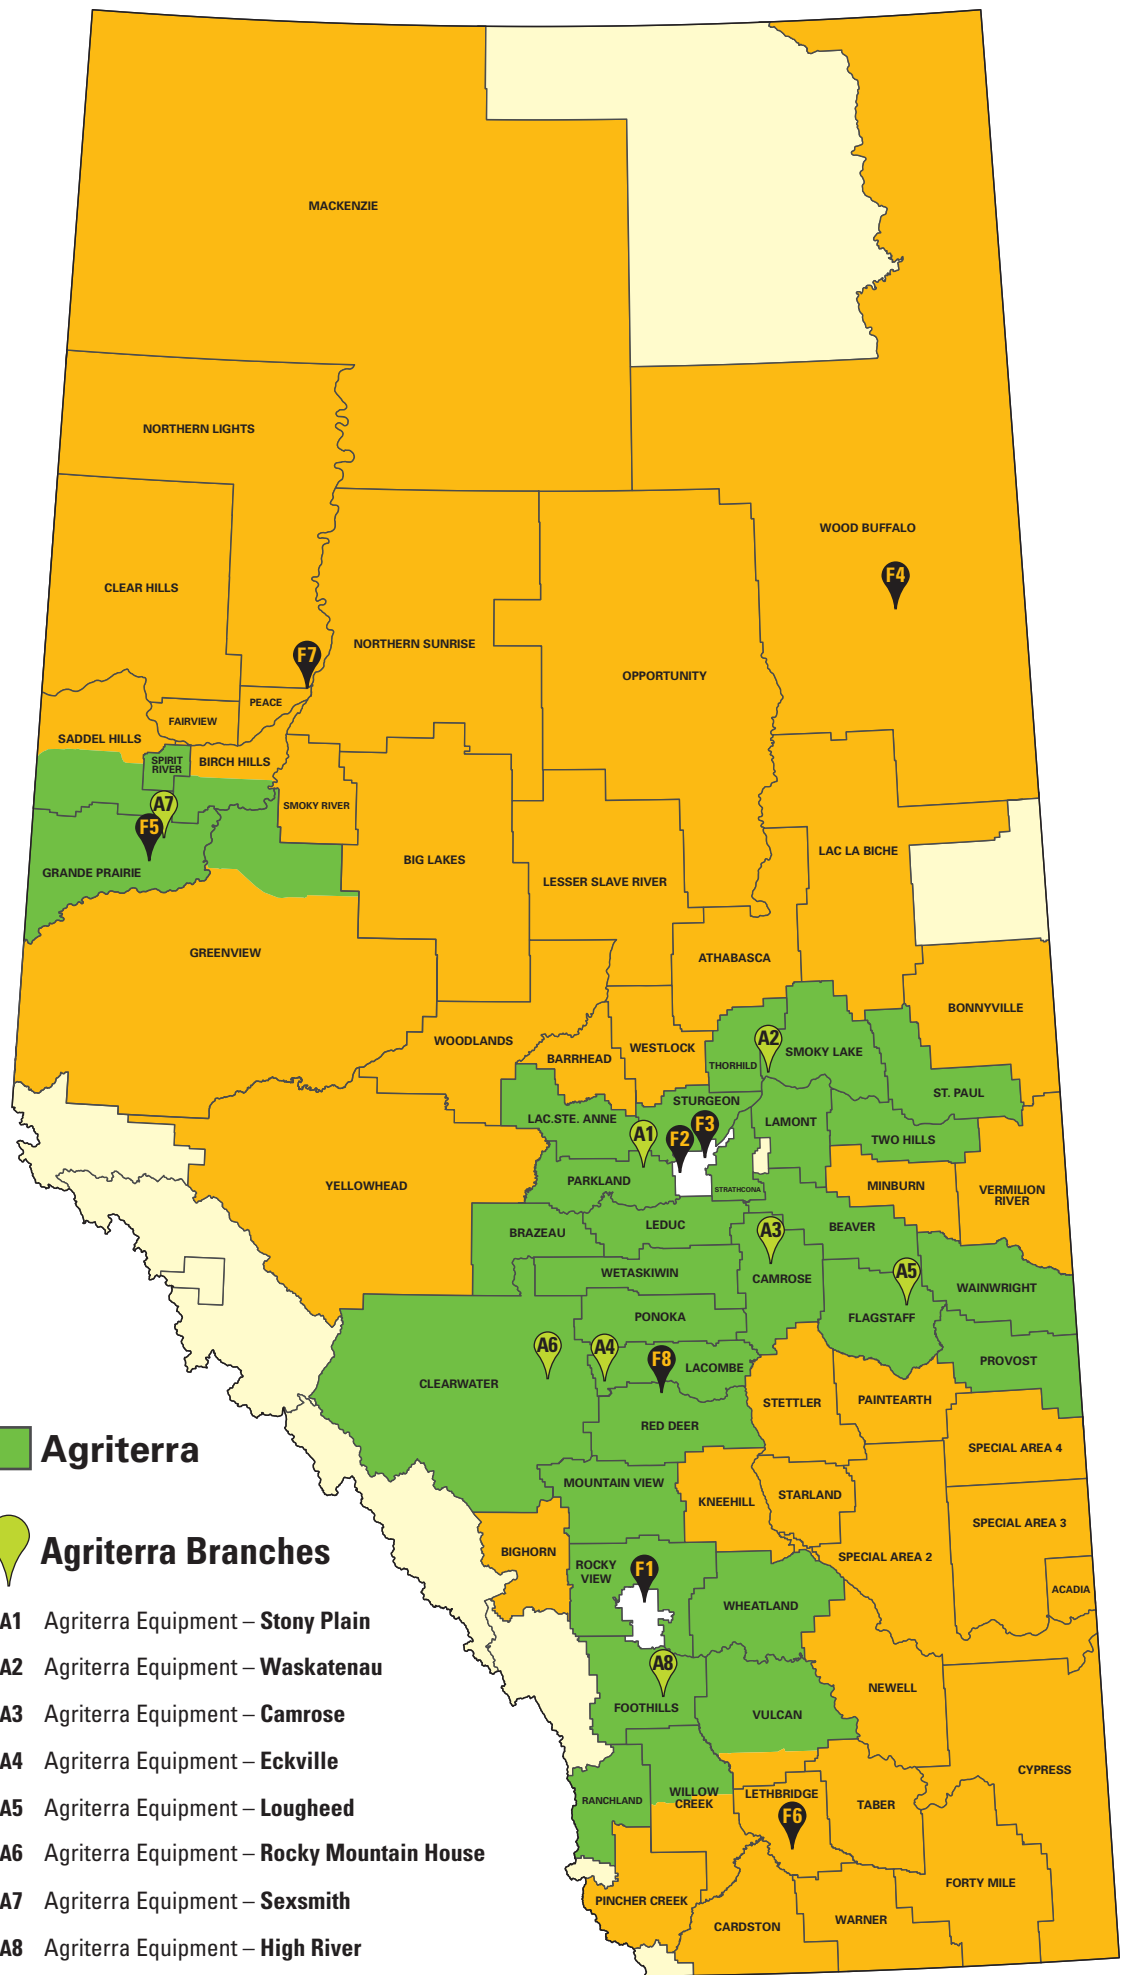 MACKENZIE
NORTHERN LIGHTS
WOOD BUFFALO
F4
CLEAR HILLS
NORTHERN SUNRISE
F7
OPPORTUNITY
PEACE
FAIRVIEW
SADDEL HILLS
SPIRIT
RIVER
BIRCH HILLS
A7
SMOKY RIVER
F5
GRANDE PRAIRIE
BIG LAKES
LAC LA BICHE
LESSER SLAVE RIVER
GREENVIEW
ATHABASCA
BONNYVILLE
WOODLANDS
BARRHEAD
WESTLOCK
A2
SMOKY LAKE
THORHILD
ST. PAUL
STURGEON
LAC.STE. ANNE
A1
F2
F3
LAMONT
TWO HILLS
YELLOWHEAD
PARKLAND
STRATHCONA
MINBURN
VERMILION
RIVER
BRAZEAU
LEDUC
A3
BEAVER
WETASKIWIN
CAMROSE
A5
WAINWRIGHT
PONOKA
FLAGSTAFF
A6
A4
F8
LACOMBE
PROVOST
CLEARWATER
STETTLER
PAINTEARTH
RED DEER
SPECIAL AREA 4
MOUNTAIN VIEW
KNEEHILL
STARLAND
SPECIAL AREA 3
BIGHORN
ROCKY
VIEW
F1
SPECIAL AREA 2
ACADIA
WHEATLAND
A8
FOOTHILLS
NEWELL
VULCAN
CYPRESS
RANCHLAND
WILLOW
CREEK
LETHBRIDGE
F6
TABER
PINCHER CREEK
FORTY MILE
CARDSTON
WARNER
Agriterra
Agriterra Branches
A1 Agriterra Equipment – Stony Plain
A2 Agriterra Equipment – Waskatenau
A3 Agriterra Equipment – Camrose
A4 Agriterra Equipment – Eckville
A5 Agriterra Equipment – Lougheed
A6 Agriterra Equipment – Rocky Mountain House
A7 Agriterra Equipment – Sexsmith
A8 Agriterra Equipment – High River